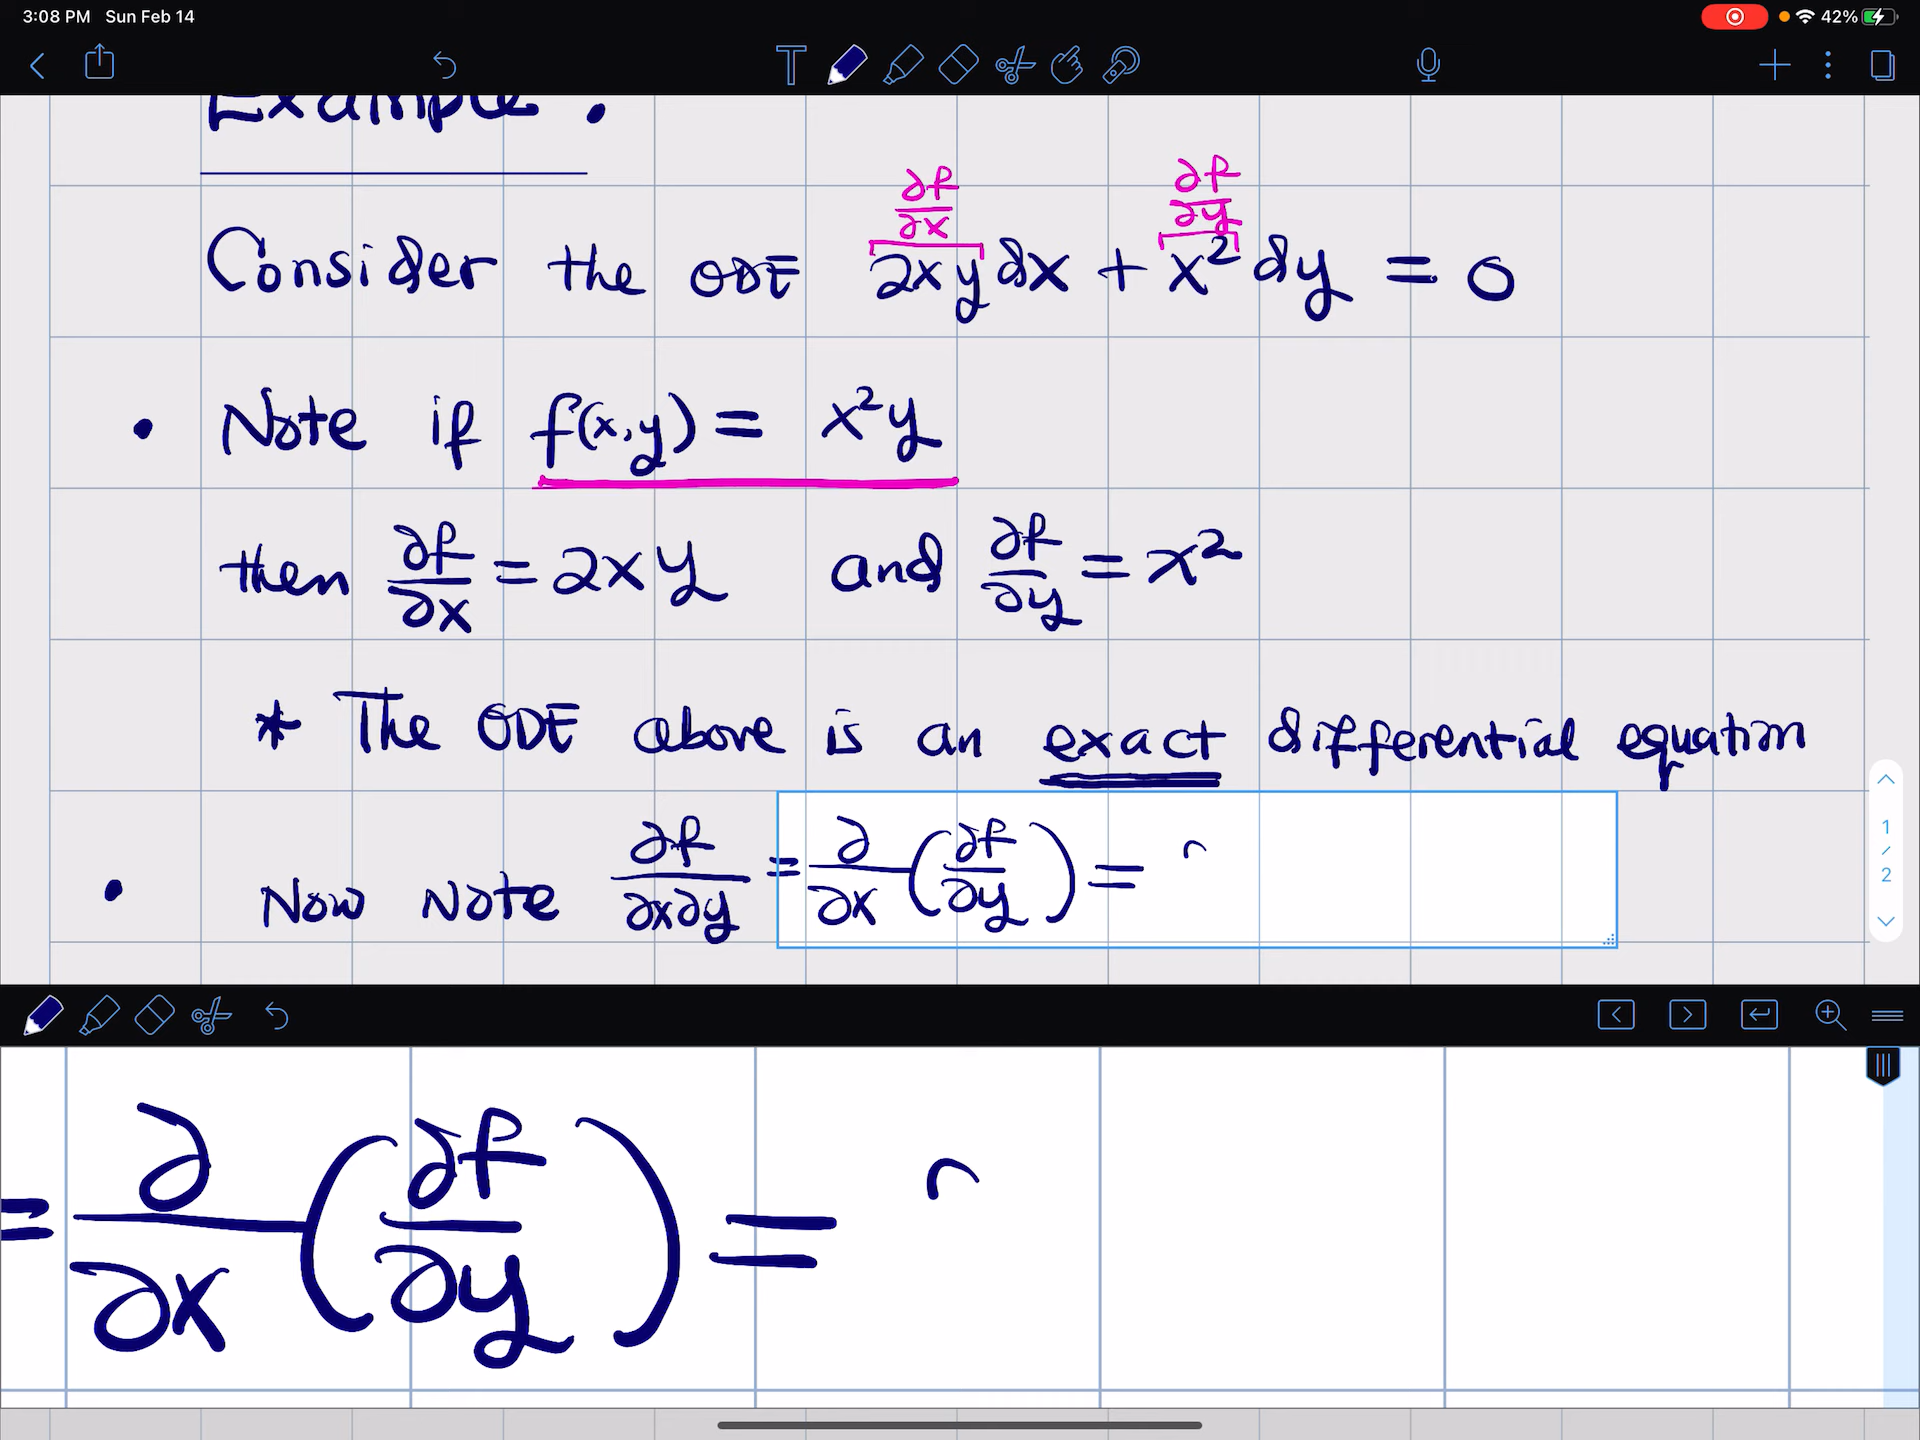 3:08 PM Sun Feb 14 42%
Example.
∂f/∂x ∂f/∂y
Consider the ODE 2xy dx + x² dy = 0
• Note if f(x,y) = x²y
then ∂f/∂x = 2xy and ∂f/∂y = x²
* The ODE above is an exact differential equation
• Now Note ∂f/∂x∂y = ∂/∂x (∂f/∂y) =
1 / 2
= ∂/∂x (∂f/∂y) =